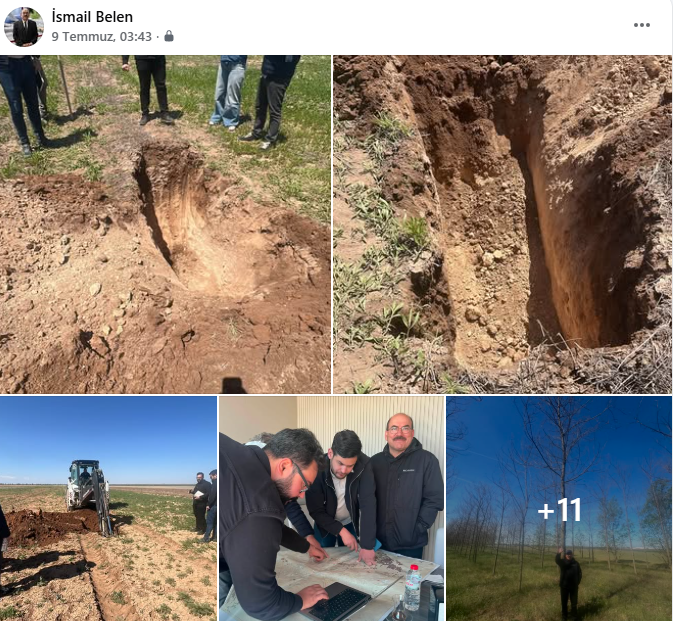 İsmail Belen
9 Temmuz, 03:43 ·
+11